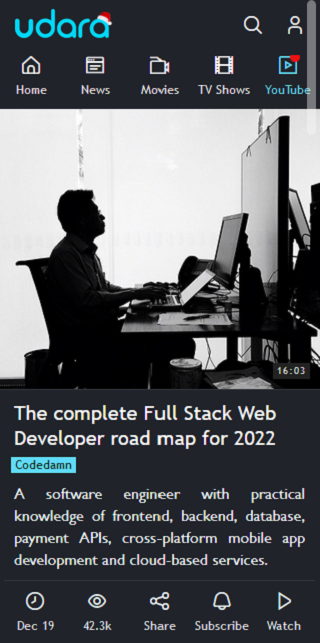 udara
Home News Movies TV Shows YouTube
16:03
The complete Full Stack Web
Developer road map for 2022
Codedamn
A software engineer with practical
knowledge of frontend, backend, database,
payment APIs, cross-platform mobile app
development and cloud-based services.
Dec 19 42.3k Share Subscribe Watch